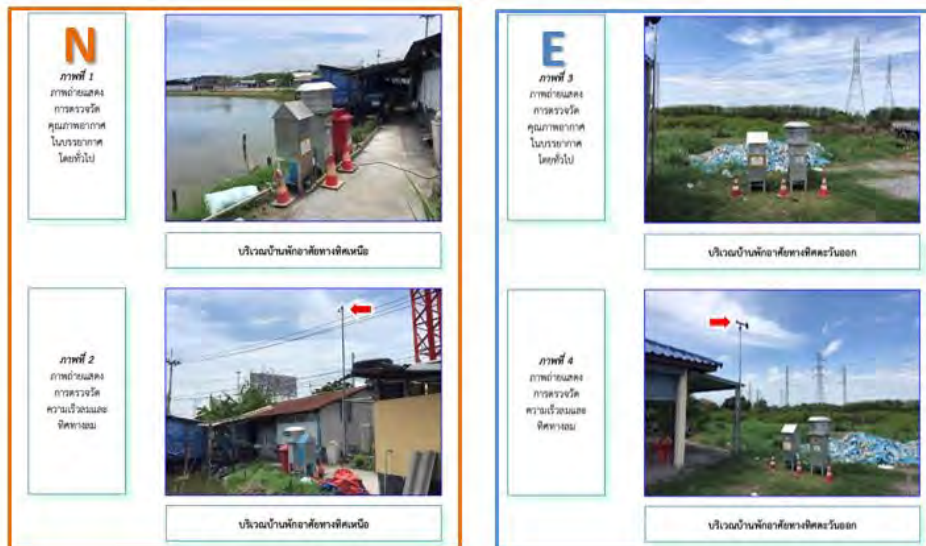 N
ภาพที่ 1
ภาพถ่ายแสดง
การตรวจวัด
คุณภาพอากาศ
ในบรรยากาศ
โดยทั่วไป
บริเวณบ้านพักอาศัยทางทิศเหนือ
ภาพที่ 2
ภาพถ่ายแสดง
การตรวจวัด
ความเร็วลมและ
ทิศทางลม
บริเวณบ้านพักอาศัยทางทิศเหนือ
E
ภาพที่ 3
ภาพถ่ายแสดง
การตรวจวัด
คุณภาพอากาศ
ในบรรยากาศ
โดยทั่วไป
บริเวณบ้านพักอาศัยทางทิศตะวันออก
ภาพที่ 4
ภาพถ่ายแสดง
การตรวจวัด
ความเร็วลมและ
ทิศทางลม
บริเวณบ้านพักอาศัยทางทิศตะวันออก